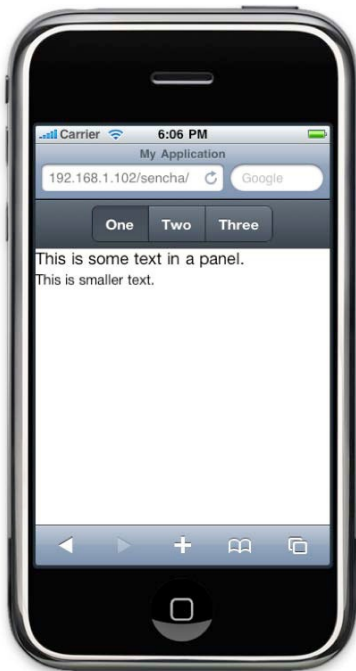 Carrier 6:06 PM
My Application
192.168.1.102/sencha/ Google
One Two Three
This is some text in a panel.
This is smaller text.